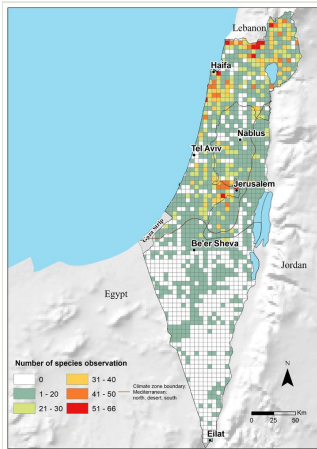 Lebanon
Haifa
Nablus
Tel Aviv
Jerusalem
Gaza Strip
Be'er Sheva
Jordan
Egypt
Number of species observation
0
1 - 20
21 - 30
31 - 40
41 - 50
51 - 66
Climate zone boundary:
Mediterranean:
north, desert: south
N
Km
0 25 50
Eilat